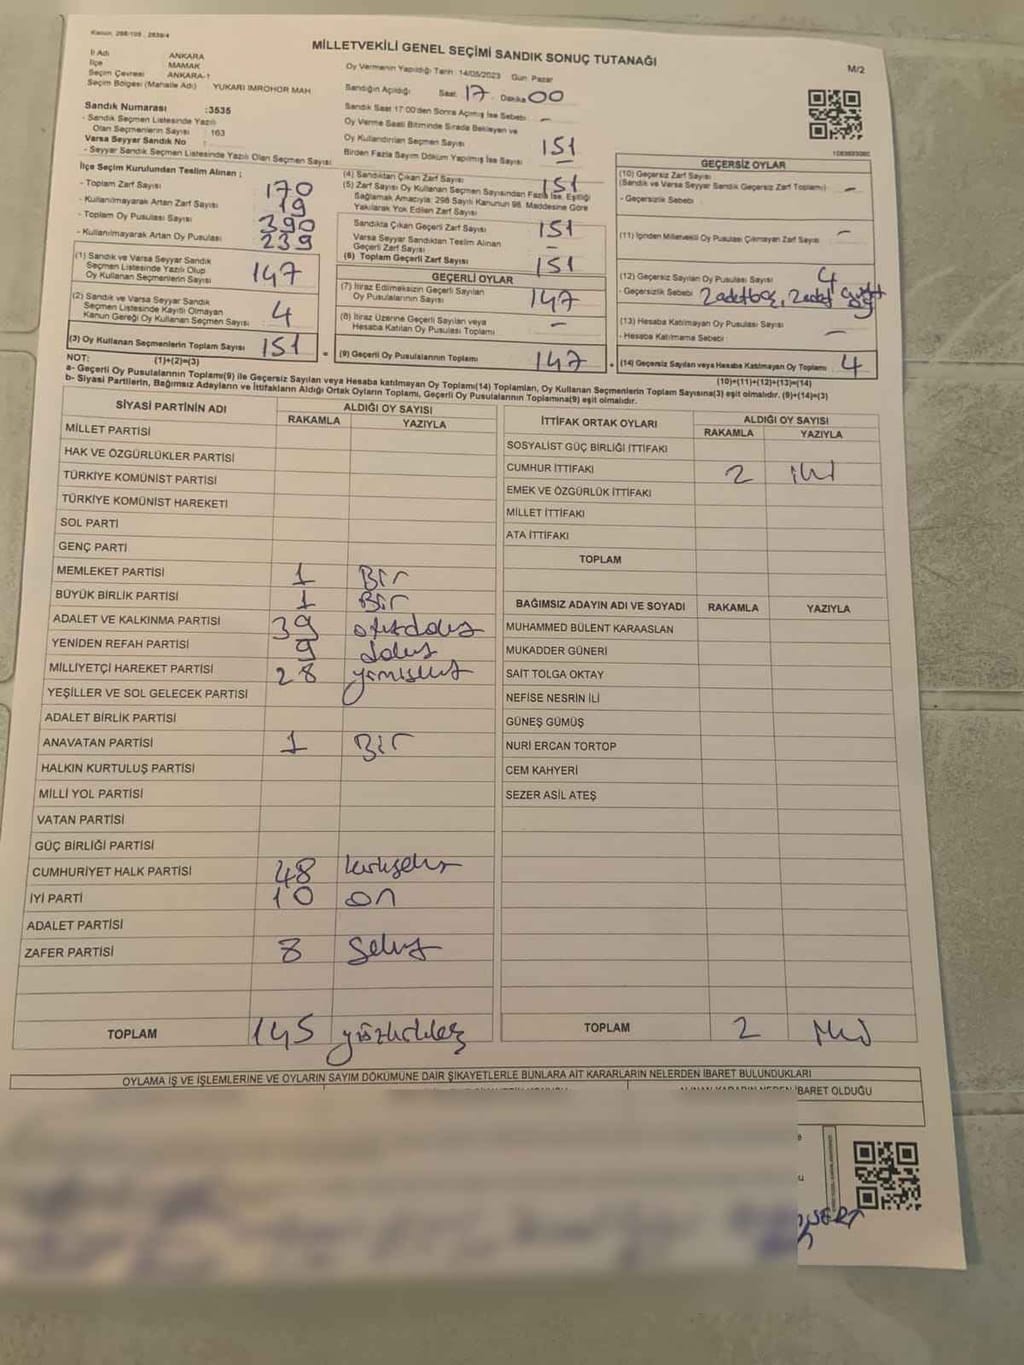 Kanun, 298/105 , 2839/4
MİLLETVEKİLİ GENEL SEÇİMİ SANDIK SONUÇ TUTANAĞI
M/2
İl Adı ANKARA
İlçe MAMAK
Seçim Çevresi ANKARA-1
Seçim Bölgesi (Mahalle Adı) YUKARI IMROHOR MAH
Sandık Numarası :3535
- Sandık Seçmen Listesinde Yazılı
Olan Seçmenlerin Sayısı : 163
Varsa Seyyar Sandık No :
- Seyyar Sandık Seçmen Listesinde Yazılı Olan Seçmen Sayısı
Oy Vermenin Yapıldığı Tarih :14/05/2023 Gün: Pazar
Sandığın Açıldığı Saat: 17. Dakika 00
Sandık Saat 17:00'den Sonra Açılmış İse Sebebi: -
Oy Verme Saati Bitiminde Sırada Bekleyen ve
Oy Kullandırılan Seçmen Sayısı 151
Birden Fazla Sayım Döküm Yapılmış İse Sayısı -
İlçe Seçim Kurulundan Teslim Alınan ;
- Toplam Zarf Sayısı 170
- Kullanılmayarak Artan Zarf Sayısı 19
- Toplam Oy Pusulası Sayısı 390
- Kullanılmayarak Artan Oy Pusulası 239
(1) Sandık ve Varsa Seyyar Sandık
Seçmen Listesinde Yazılı Olup
Oy Kullanan Seçmenlerin Sayısı 147
(2) Sandık ve Varsa Seyyar Sandık
Seçmen Listesinde Kayıtlı Olmayan
Kanun Gereği Oy Kullanan Seçmen Sayısı 4
(3) Oy Kullanan Seçmenlerin Toplam Sayısı 151
(4) Sandıktan Çıkan Zarf Sayısı 151
(5) Zarf Sayısı Oy Kullanan Seçmen Sayısından Fazla İse, Eşitliği
Sağlamak Amacıyla; 298 Sayılı Kanunun 98. Maddesine Göre
Yakılarak Yok Edilen Zarf Sayısı
Sandıkta Çıkan Geçerli Zarf Sayısı 151
Varsa Seyyar Sandıktan Teslim Alınan
Geçerli Zarf Sayısı -
(6) Toplam Geçerli Zarf Sayısı 151
GEÇERLİ OYLAR
(7) İtiraz Edilmeksizin Geçerli Sayılan
Oy Pusulalarının Sayısı 147
(8) İtiraz Üzerine Geçerli Sayılan veya
Hesaba Katılan Oy Pusulası Toplamı -
= (9) Geçerli Oy Pusulalarının Toplamı 147
GEÇERSİZ OYLAR
(10) Geçersiz Zarf Sayısı
(Sandık ve Varsa Seyyar Sandık Geçersiz Zarf Toplamı) -
- Geçersizlik Sebebi :
(11) İçinden Milletvekili Oy Pusulası Çıkmayan Zarf Sayısı -
(12) Geçersiz Sayılan Oy Pusulası Sayısı 4
- Geçersizlik Sebebi 2 adet boş, 2 adet çift
(13) Hesaba Katılmayan Oy Pusulası Sayısı -
- Hesaba Katılmama Sebebi :
+ (14) Geçersiz Sayılan veya Hesaba Katılmayan Oy Toplamı 4
NOT: (1)+(2)=(3)
(10)+(11)+(12)+(13)=(14)
a- Geçerli Oy Pusulalarının Toplamı(9) ile Geçersiz Sayılan veya Hesaba katılmayan Oy Toplamı(14) Toplamları, Oy Kullanan Seçmenlerin Toplam Sayısına(3) eşit olmalıdır. (9)+(14)=(3)
b- Siyasi Partilerin, Bağımsız Adayların ve İttifakların Aldığı Ortak Oyların Toplamı, Geçerli Oy Pusulalarının Toplamına(9) eşit olmalıdır.
SİYASİ PARTİNİN ADI ALDIĞI OY SAYISI
RAKAMLA YAZIYLA
MİLLET PARTİSİ
HAK VE ÖZGÜRLÜKLER PARTİSİ
TÜRKİYE KOMÜNİST PARTİSİ
TÜRKİYE KOMÜNİST HAREKETİ
SOL PARTİ
GENÇ PARTİ
MEMLEKET PARTİSİ 1 Bir
BÜYÜK BİRLİK PARTİSİ 1 Bir
ADALET VE KALKINMA PARTİSİ 39 otuzdokuz
YENİDEN REFAH PARTİSİ 9 dokuz
MİLLİYETÇİ HAREKET PARTİSİ 28 yirmisekiz
YEŞİLLER VE SOL GELECEK PARTİSİ
ADALET BİRLİK PARTİSİ
ANAVATAN PARTİSİ 1 Bir
HALKIN KURTULUŞ PARTİSİ
MİLLİ YOL PARTİSİ
VATAN PARTİSİ
GÜÇ BİRLİĞİ PARTİSİ
CUMHURİYET HALK PARTİSİ 48 kırksekiz
İYİ PARTİ 10 on
ADALET PARTİSİ
ZAFER PARTİSİ 8 Sekiz
TOPLAM 145 yüzkırkbeş
İTTİFAK ORTAK OYLARI ALDIĞI OY SAYISI
RAKAMLA YAZIYLA
SOSYALİST GÜÇ BİRLİĞİ İTTİFAKI
CUMHUR İTTİFAKI 2 iki
EMEK VE ÖZGÜRLÜK İTTİFAKI
MİLLET İTTİFAKI
ATA İTTİFAKI
TOPLAM
BAĞIMSIZ ADAYIN ADI VE SOYADI RAKAMLA YAZIYLA
MUHAMMED BÜLENT KARAASLAN
MUKADDER GÜNERİ
SAİT TOLGA OKTAY
NEFİSE NESRİN İLİ
GÜNEŞ GÜMÜŞ
NURİ ERCAN TORTOP
CEM KAHYERİ
SEZER ASİL ATEŞ
TOPLAM 2 iki
OYLAMA İŞ VE İŞLEMLERİNE VE OYLARIN SAYIM DÖKÜMÜNE DAİR ŞİKAYETLERLE BUNLARA AİT KARARLARIN NELERDEN İBARET BULUNDUKLARI
İBARET OLDUĞU